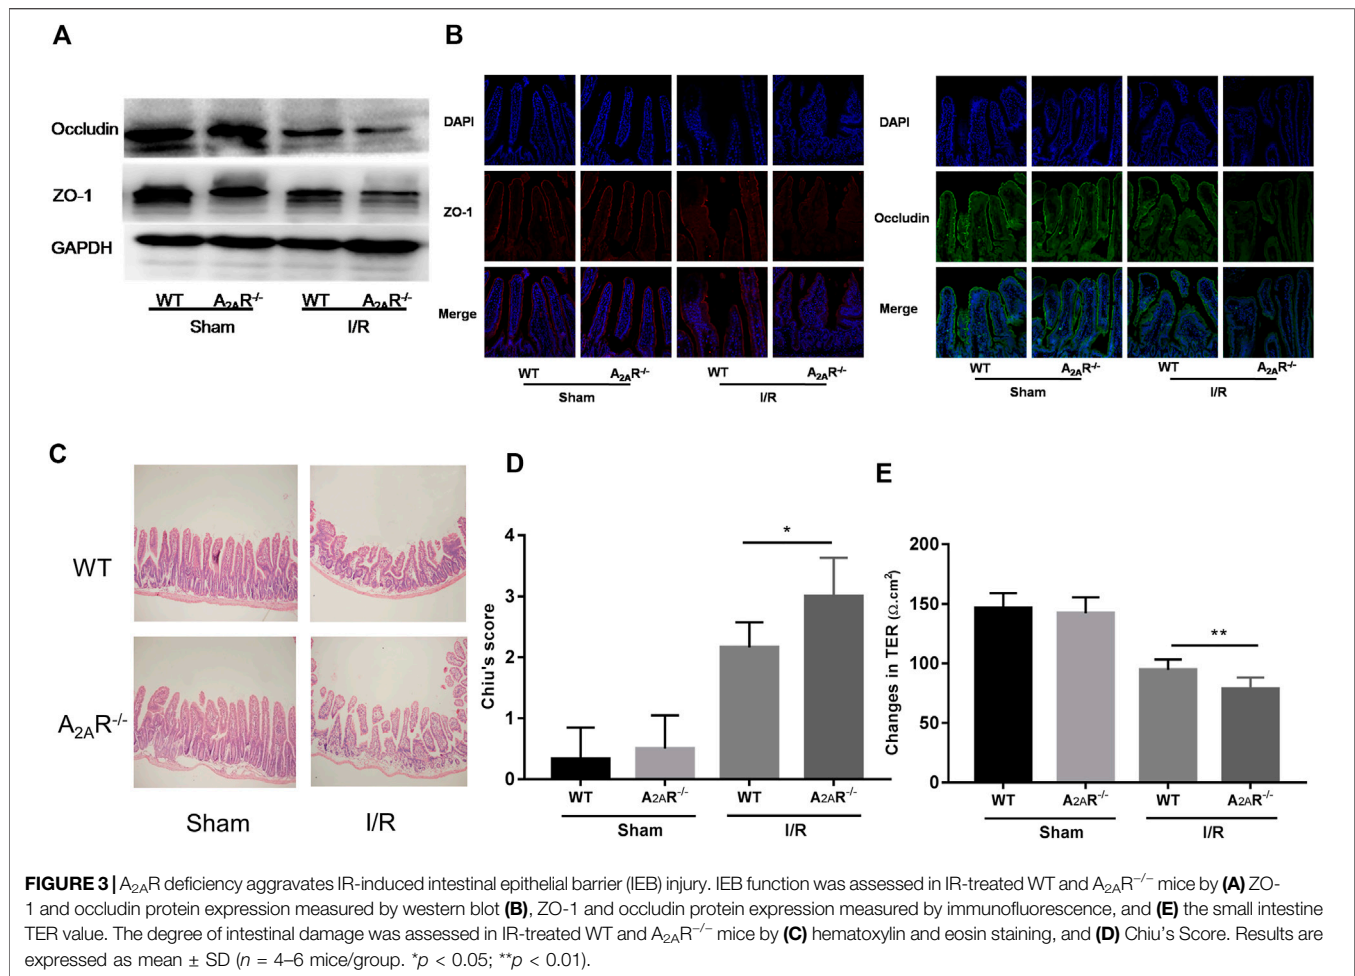 A
Occludin
ZO-1
GAPDH
WT A2AR-/- WT A2AR-/-
Sham I/R
B
DAPI
ZO-1
Merge
WT A2AR-/- WT A2AR-/-
Sham I/R
DAPI
Occludin
Merge
WT A2AR-/- WT A2AR-/-
Sham I/R
C
WT
A2AR-/-
Sham I/R
D
Chiu's score
4
3
2
1
0
*
WT A2AR-/- WT A2AR-/-
Sham I/R
E
Changes in TER (Ω.cm²)
200
150
100
50
0
**
WT A2AR-/- WT A2AR-/-
Sham I/R
FIGURE 3 | A2AR deficiency aggravates IR-induced intestinal epithelial barrier (IEB) injury. IEB function was assessed in IR-treated WT and A2AR−/− mice by (A) ZO-
1 and occludin protein expression measured by western blot (B), ZO-1 and occludin protein expression measured by immunofluorescence, and (E) the small intestine
TER value. The degree of intestinal damage was assessed in IR-treated WT and A2AR−/− mice by (C) hematoxylin and eosin staining, and (D) Chiu's Score. Results are
expressed as mean ± SD (n = 4–6 mice/group. *p < 0.05; **p < 0.01).